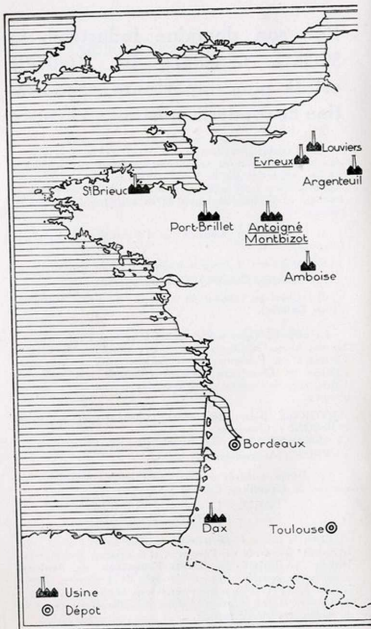 Louviers
Evreux
Argenteuil
St Brieuc
Port-Brillet
Antoigné
Montbizot
Amboise
Bordeaux
Dax
Toulouse
Usine
Dépot